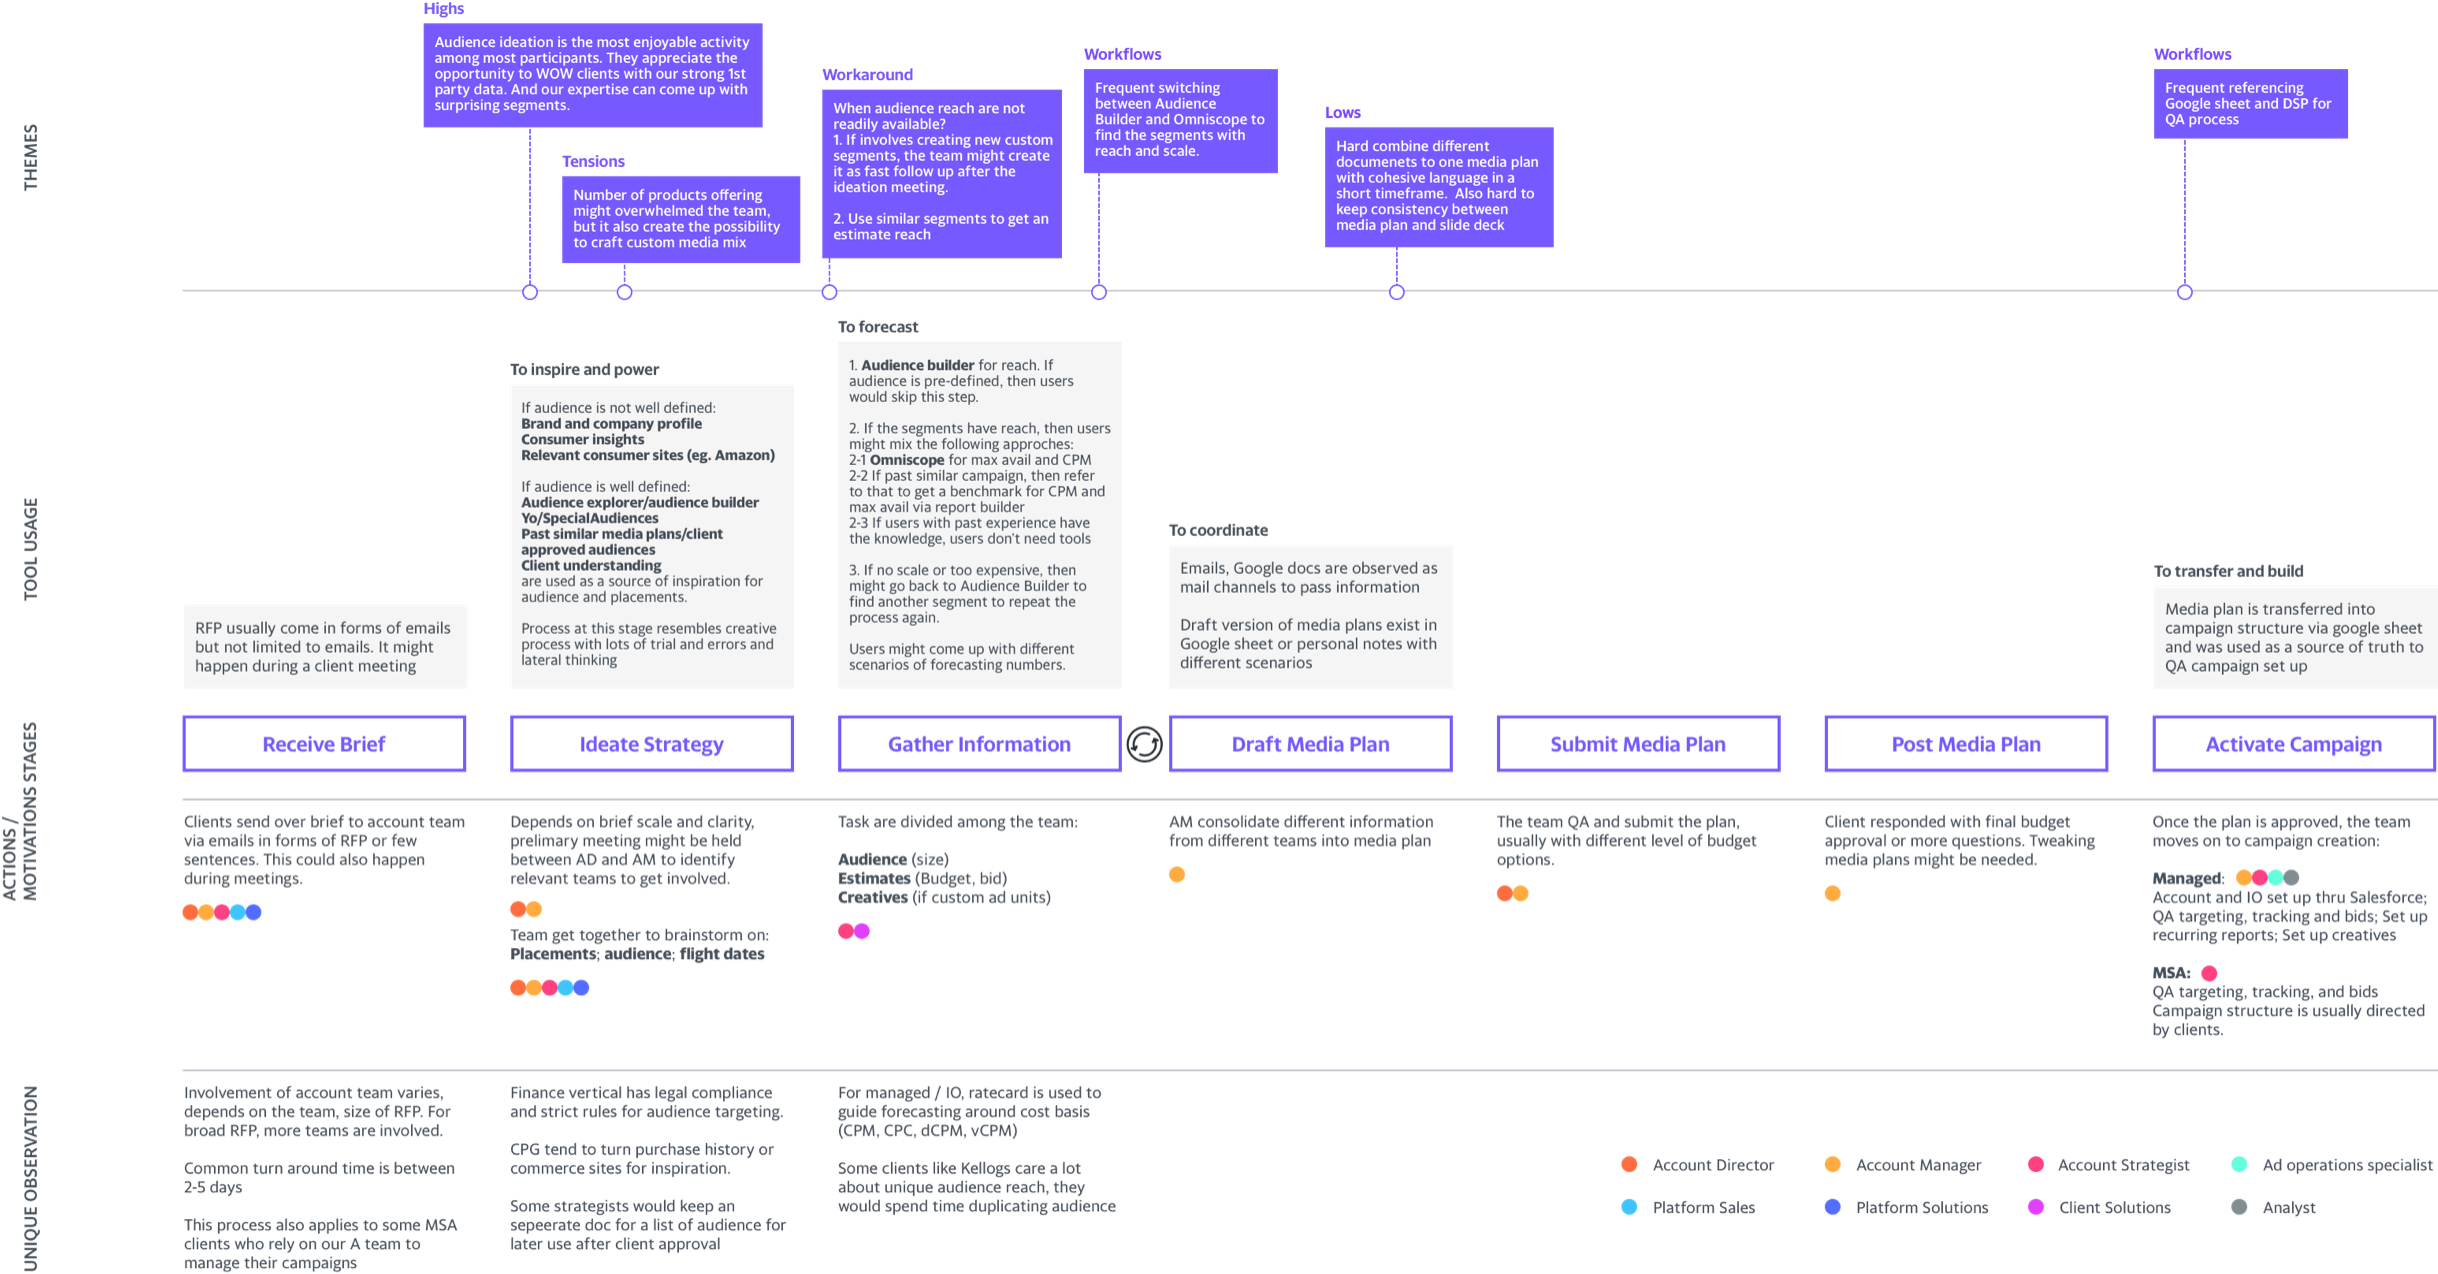 Highs
Audience ideation is the most enjoyable activity
among most participants. They appreciate the
opportunity to WOW clients with our strong 1st
party data. And our expertise can come up with
surprising segments.
Tensions
Number of products offering
might overwhelmed the team,
but it also create the possibility
to craft custom media mix
Workaround
When audience reach are not
readily available?
1. If involves creating new custom
segments, the team might create
it as fast follow up after the
ideation meeting.
2. Use similar segments to get an
estimate reach
Workflows
Frequent switching
between Audience
Builder and Omniscope to
find the segments with
reach and scale.
Lows
Hard combine different
documenets to one media plan
with cohesive language in a
short timeframe.  Also hard to
keep consistency between
media plan and slide deck
Workflows
Frequent referencing
Google sheet and DSP for
QA process
THEMES
TOOL USAGE
RFP usually come in forms of emails
but not limited to emails. It might
happen during a client meeting
To inspire and power
If audience is not well defined:
Brand and company profile
Consumer insights
Relevant consumer sites (eg. Amazon)
If audience is well defined:
Audience explorer/audience builder
Yo/SpecialAudiences
Past similar media plans/client
approved audiences
Client understanding
are used as a source of inspiration for
audience and placements.
Process at this stage resembles creative
process with lots of trial and errors and
lateral thinking
To forecast
1. Audience builder for reach. If
audience is pre-defined, then users
would skip this step.
2. If the segments have reach, then users
might mix the following approches:
2-1 Omniscope for max avail and CPM
2-2 If past similar campaign, then refer
to that to get a benchmark for CPM and
max avail via report builder
2-3 If users with past experience have
the knowledge, users don't need tools
3. If no scale or too expensive, then
might go back to Audience Builder to
find another segment to repeat the
process again.
Users might come up with different
scenarios of forecasting numbers.
To coordinate
Emails, Google docs are observed as
mail channels to pass information
Draft version of media plans exist in
Google sheet or personal notes with
different scenarios
To transfer and build
Media plan is transferred into
campaign structure via google sheet
and was used as a source of truth to
QA campaign set up
ACTIONS /
MOTIVATIONS STAGES
Receive Brief
Ideate Strategy
Gather Information
Draft Media Plan
Submit Media Plan
Post Media Plan
Activate Campaign
Clients send over brief to account team
via emails in forms of RFP or few
sentences. This could also happen
during meetings.
Depends on brief scale and clarity,
prelimary meeting might be held
between AD and AM to identify
relevant teams to get involved.
Team get together to brainstorm on:
Placements; audience; flight dates
Task are divided among the team:
Audience (size)
Estimates (Budget, bid)
Creatives (if custom ad units)
AM consolidate different information
from different teams into media plan
The team QA and submit the plan,
usually with different level of budget
options.
Client responded with final budget
approval or more questions. Tweaking
media plans might be needed.
Once the plan is approved, the team
moves on to campaign creation:
Managed:
Account and IO set up thru Salesforce;
QA targeting, tracking and bids; Set up
recurring reports; Set up creatives
MSA:
QA targeting, tracking, and bids
Campaign structure is usually directed
by clients.
UNIQUE OBSERVATION
Involvement of account team varies,
depends on the team, size of RFP. For
broad RFP, more teams are involved.
Common turn around time is between
2-5 days
This process also applies to some MSA
clients who rely on our A team to
manage their campaigns
Finance vertical has legal compliance
and strict rules for audience targeting.
CPG tend to turn purchase history or
commerce sites for inspiration.
Some strategists would keep an
sepeerate doc for a list of audience for
later use after client approval
For managed / IO, ratecard is used to
guide forecasting around cost basis
(CPM, CPC, dCPM, vCPM)
Some clients like Kellogs care a lot
about unique audience reach, they
would spend time duplicating audience
Account Director
Account Manager
Account Strategist
Ad operations specialist
Platform Sales
Platform Solutions
Client Solutions
Analyst